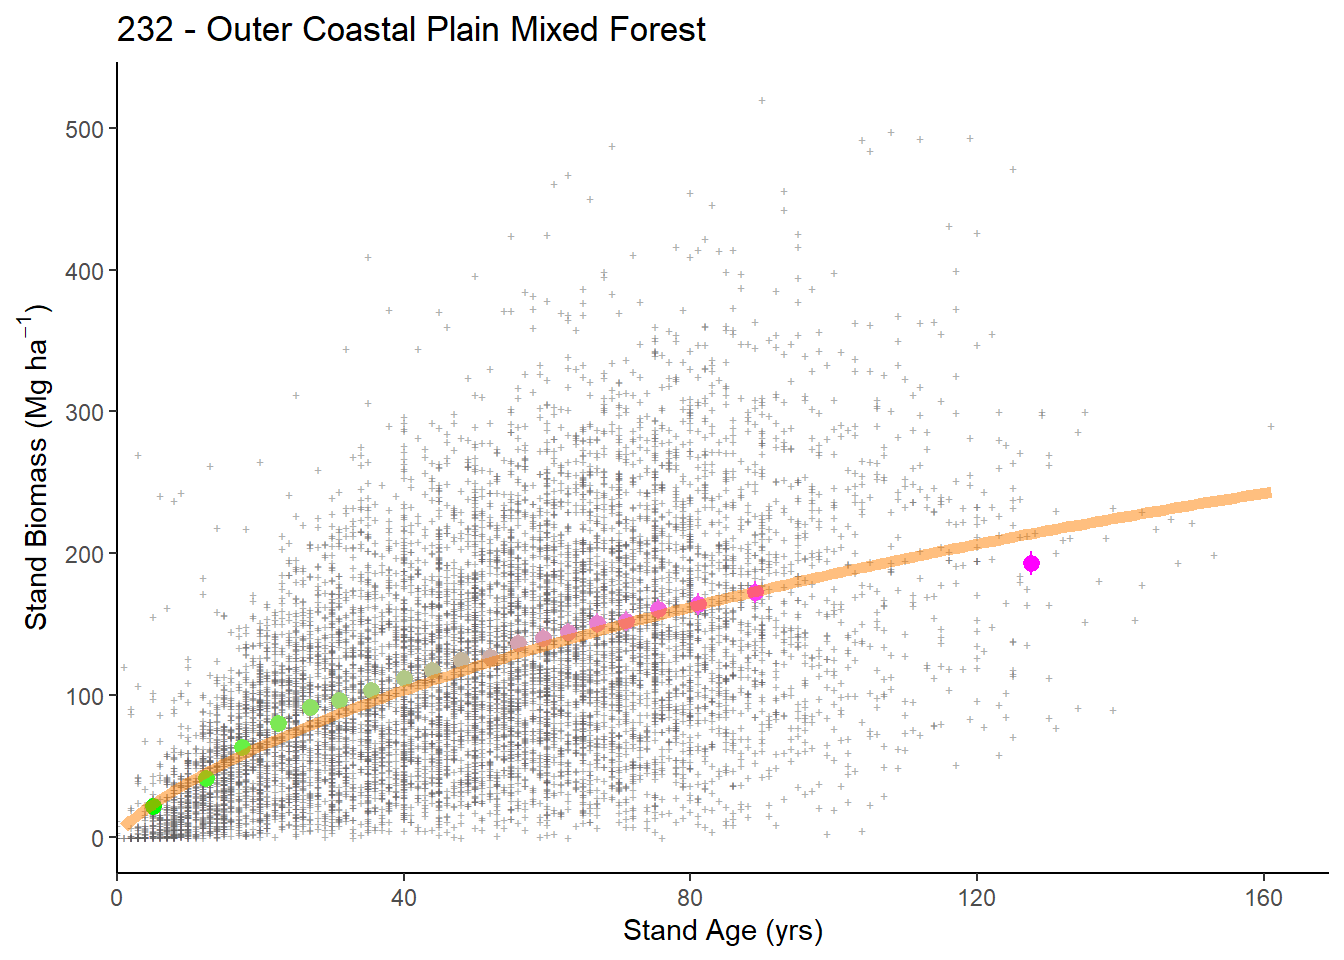 232 - Outer Coastal Plain Mixed Forest
Stand Biomass (Mg ha⁻¹)
500
400
300
200
100
0
0 40 80 120 160
Stand Age (yrs)